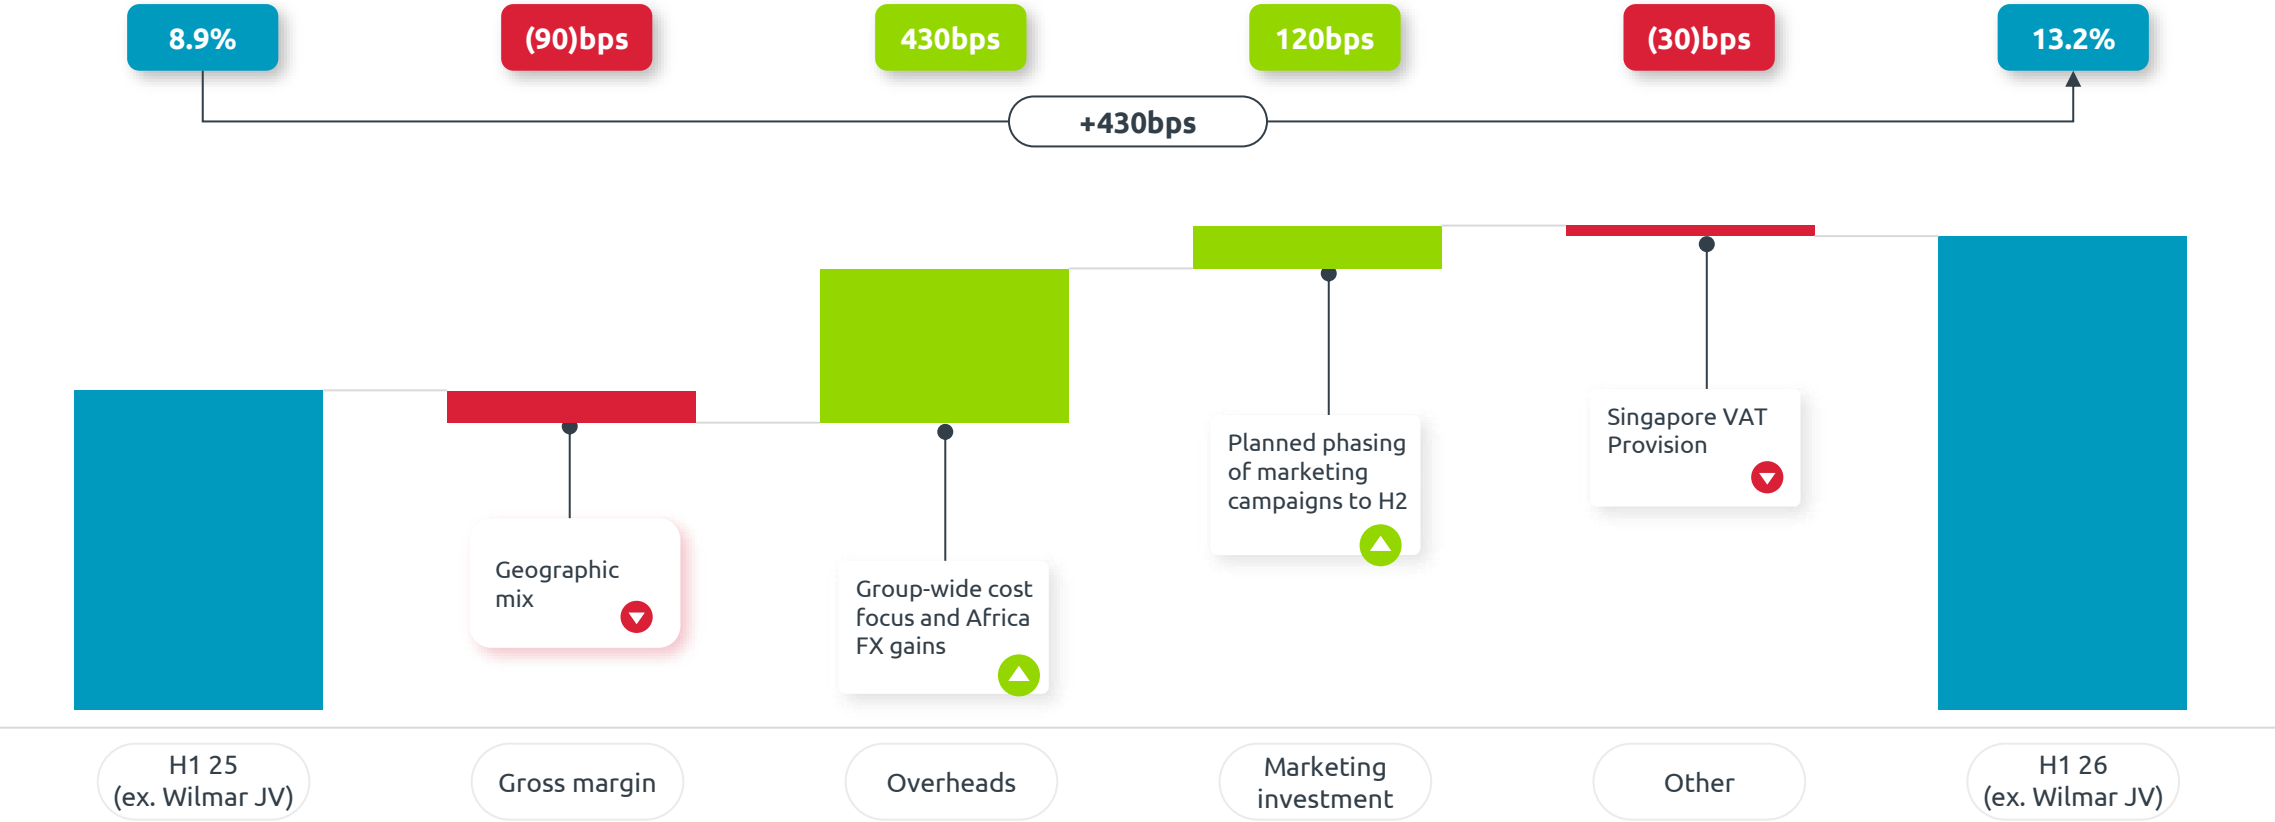 8.9%
(90)bps
430bps
120bps
(30)bps
13.2%
+430bps
Geographic
mix
Group-wide cost
focus and Africa
FX gains
Planned phasing
of marketing
campaigns to H2
Singapore VAT
Provision
H1 25
(ex. Wilmar JV)
Gross margin
Overheads
Marketing
investment
Other
H1 26
(ex. Wilmar JV)